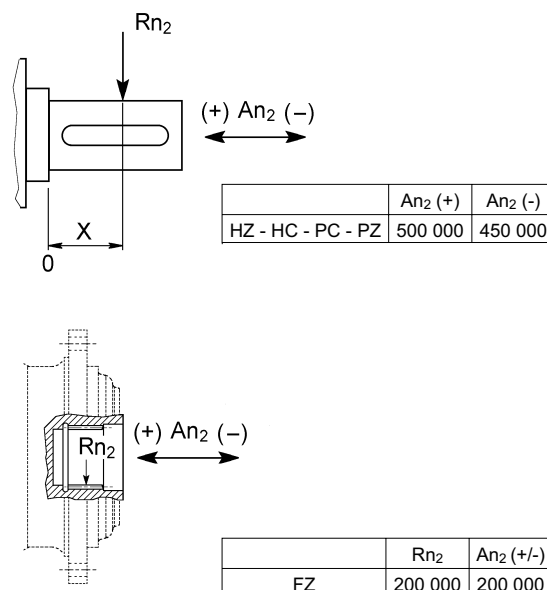 Rn₂
(+) An₂ (−)
X
0
An₂ (+) An₂ (-)
HZ - HC - PC - PZ 500 000 450 000
(+) An₂ (−)
Rn₂
Rn₂ An₂ (+/-)
FZ 200 000 200 000